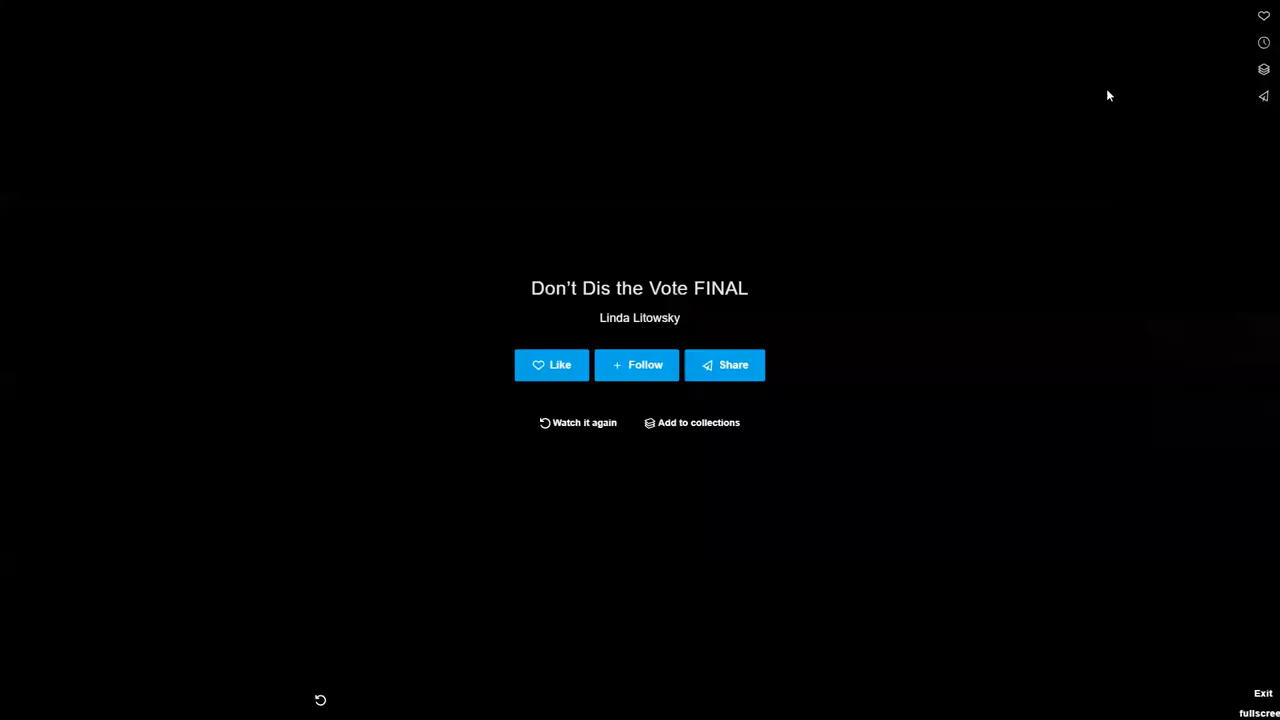 Don't Dis the Vote FINAL
Linda Litowsky
Like
Follow
Share
Watch it again
Add to collections
Exit
fullscree